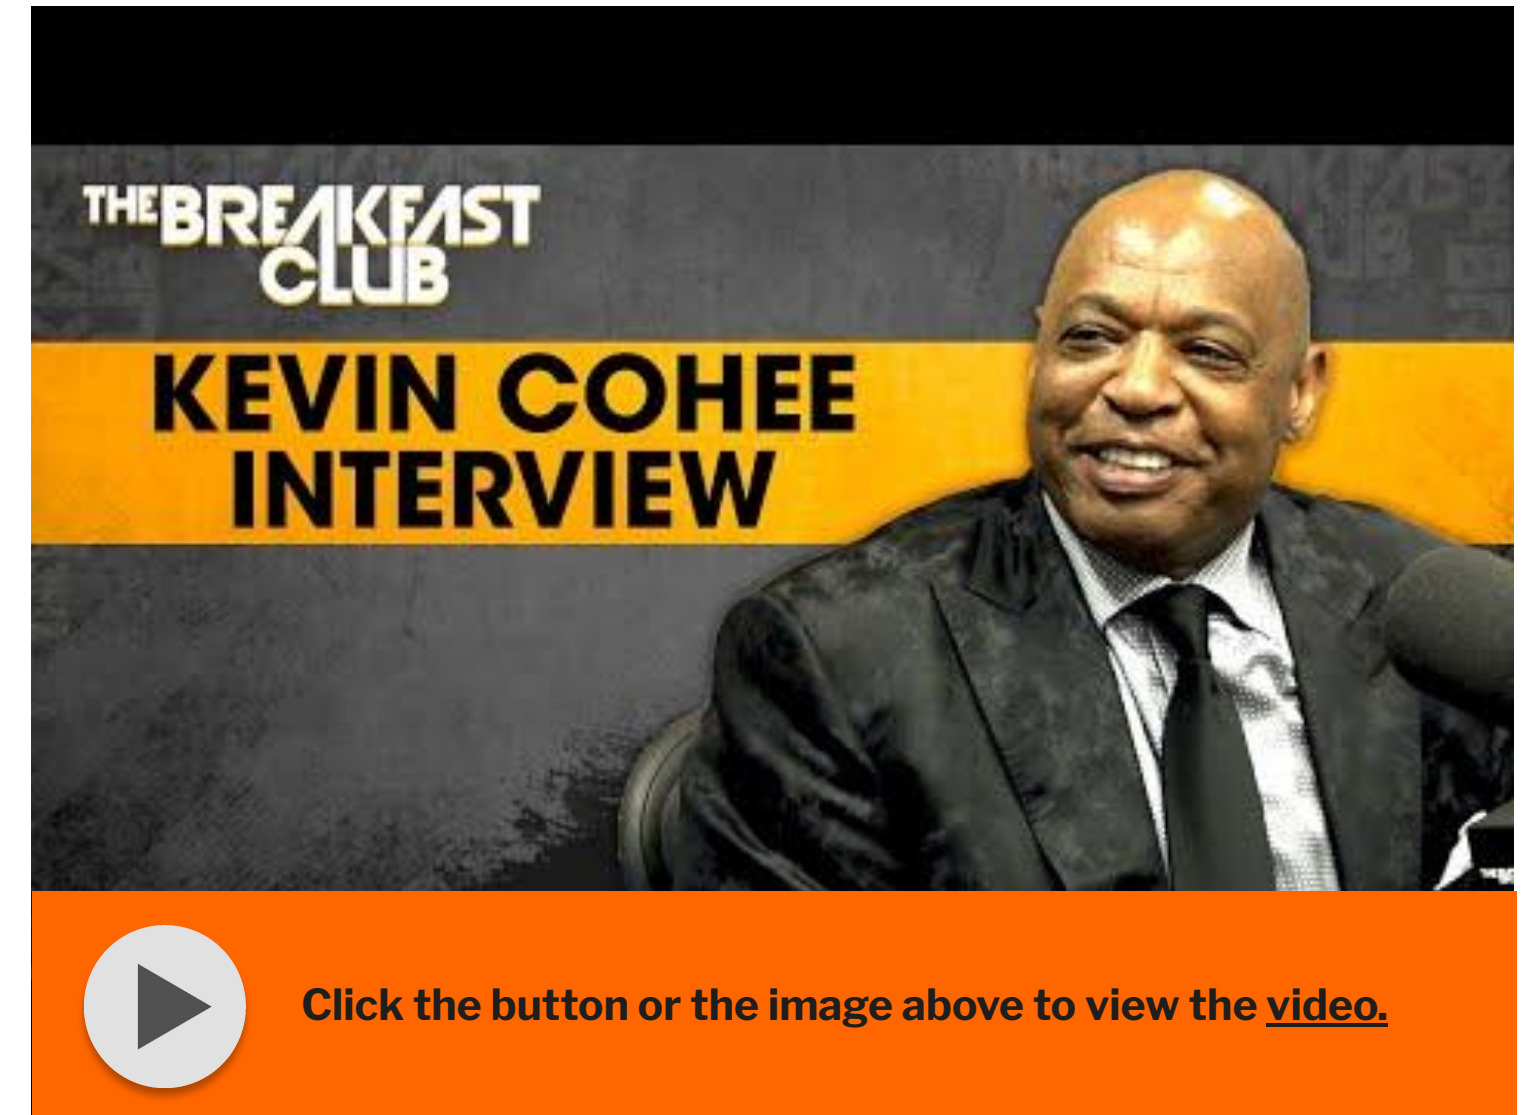 THE BREAKFAST
CLUB
KEVIN COHEE
INTERVIEW
Click the button or the image above to view the video.